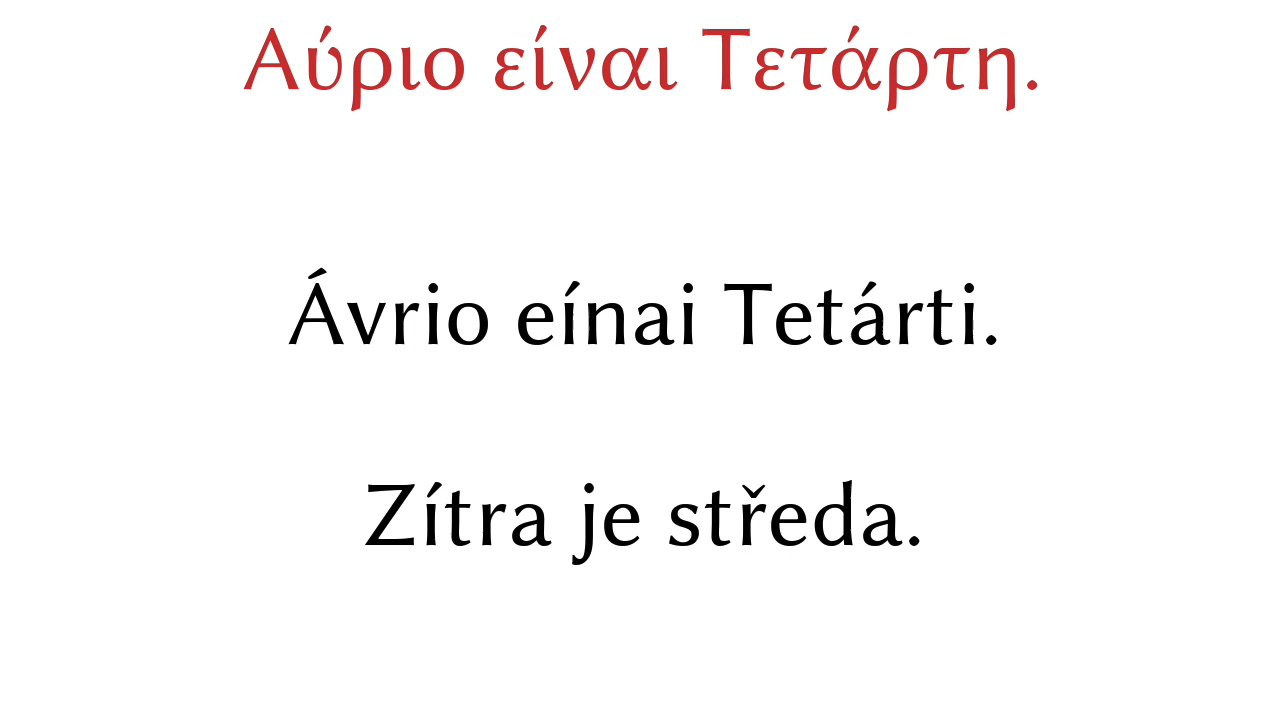 Αύριο είναι Τετάρτη.
Ávrio eínai Tetárti.
Zítra je středa.